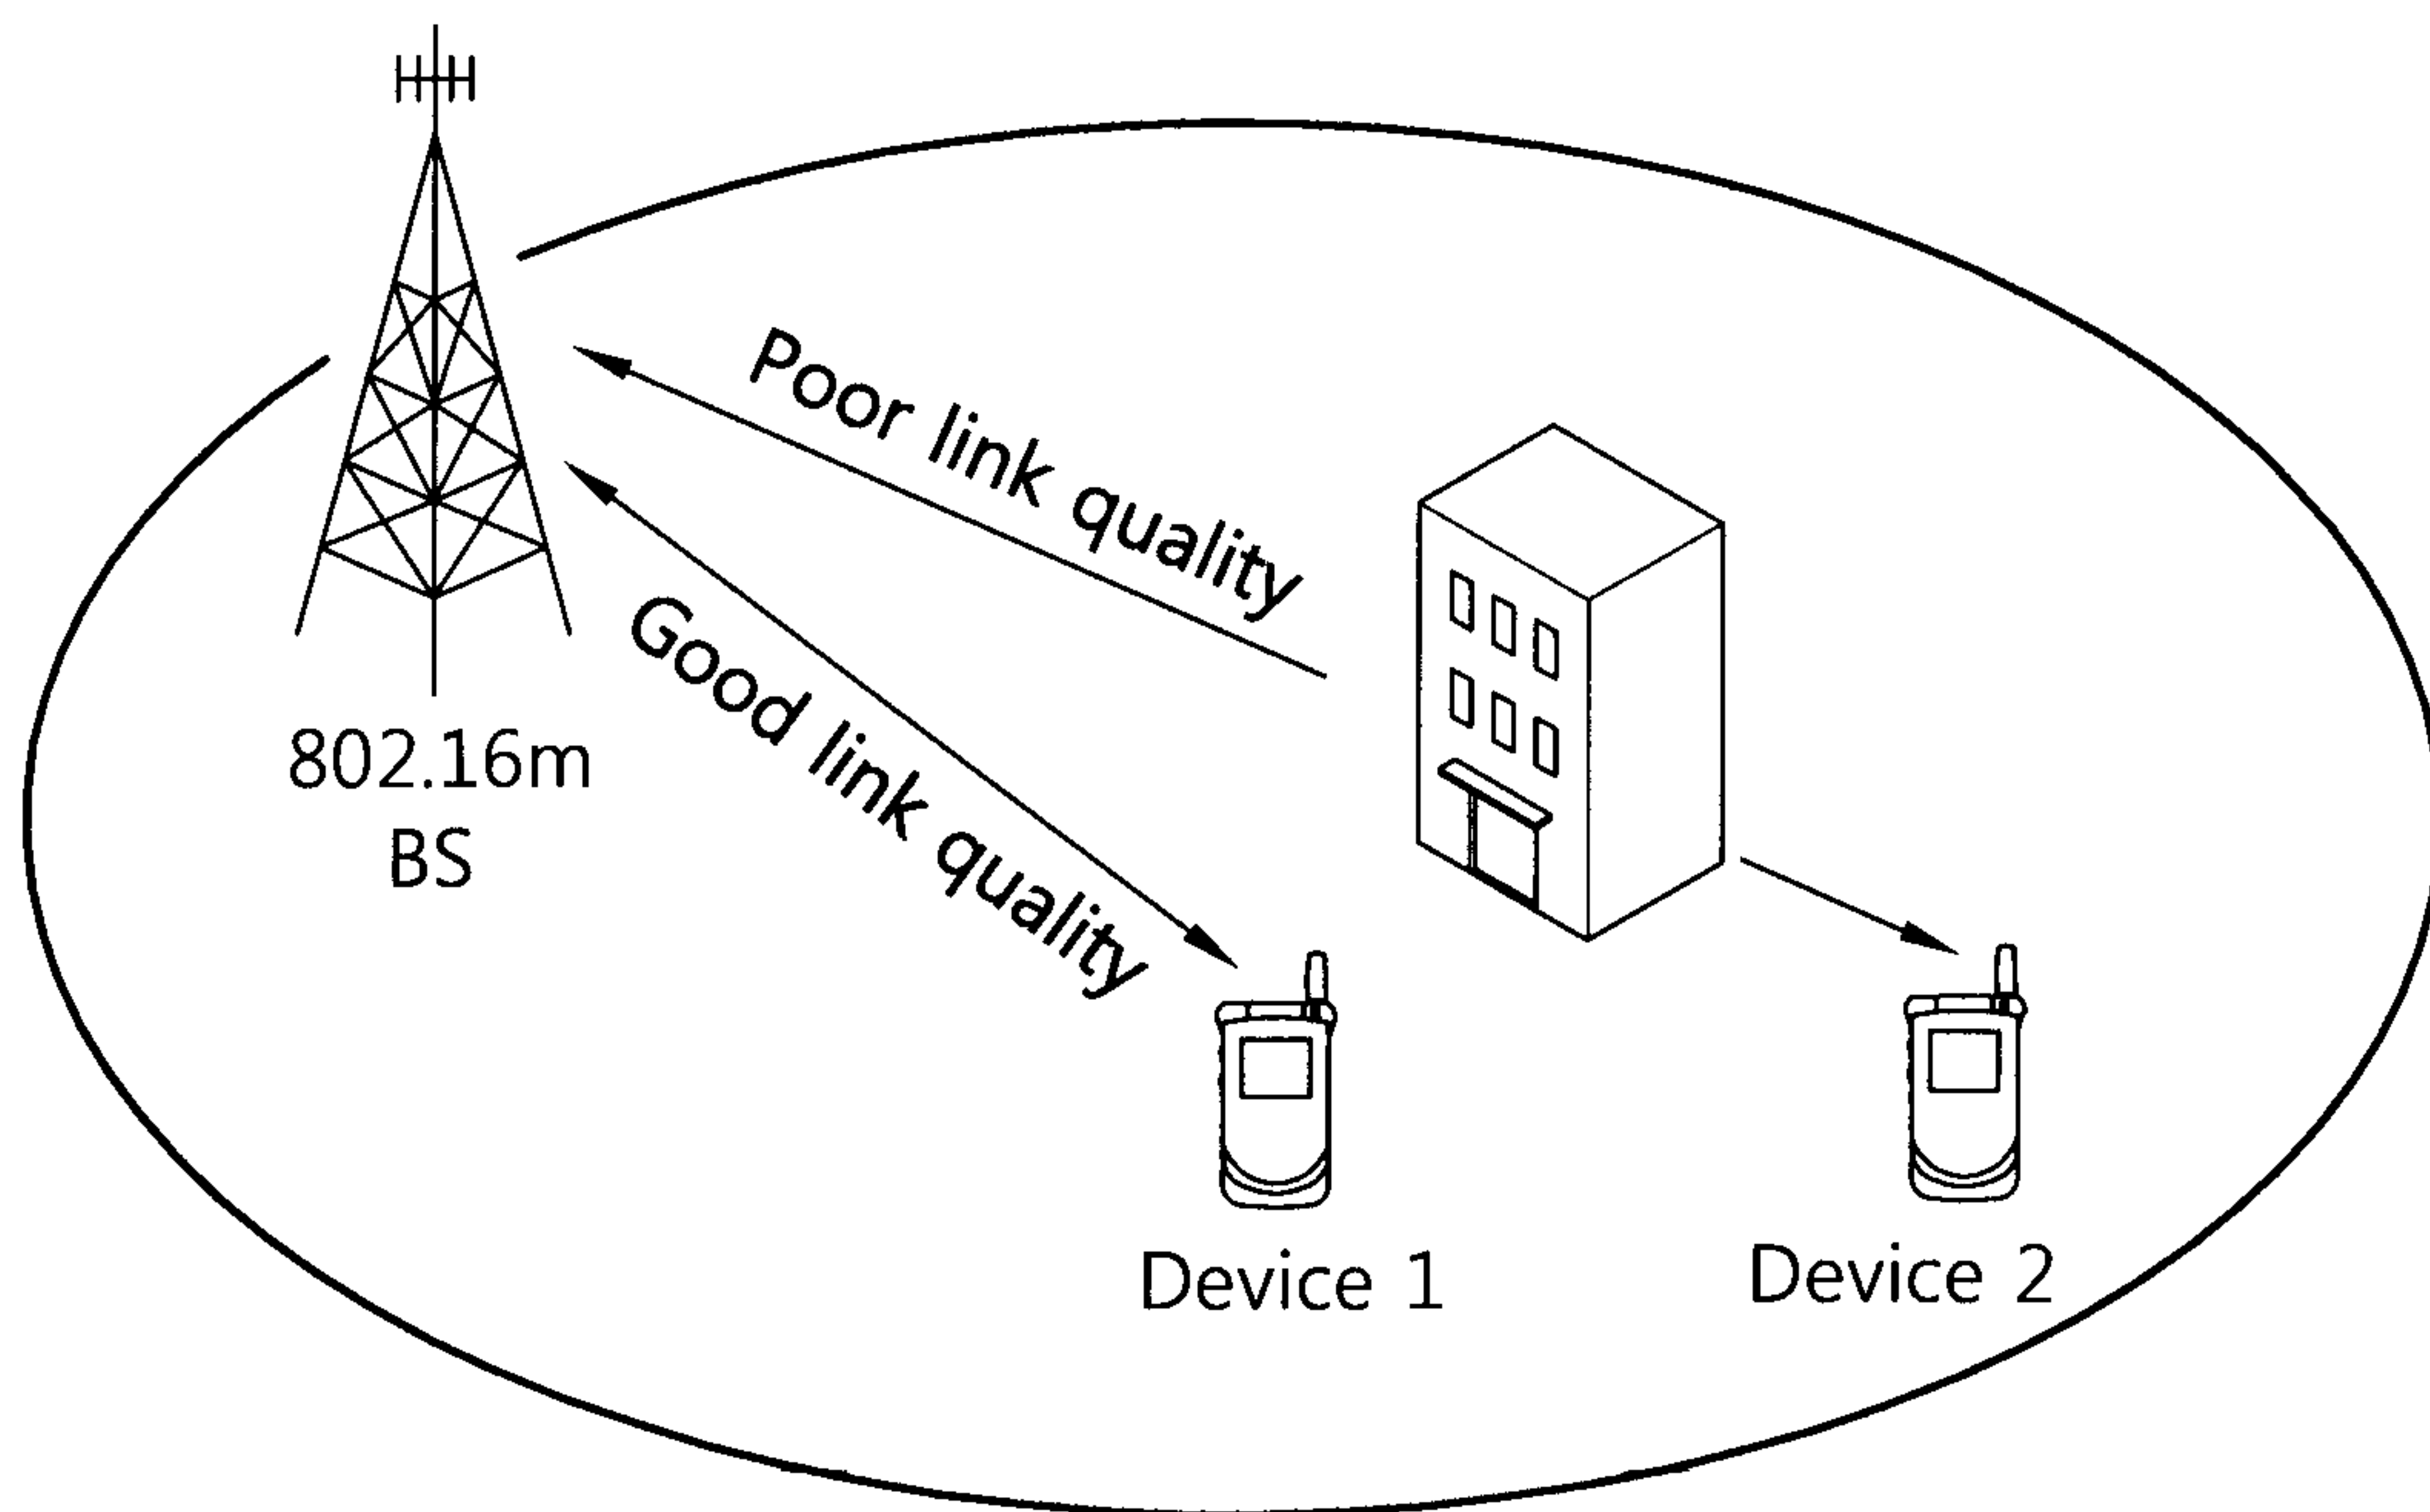 Poor link quality
Good link quality
802.16m
BS
Device 1
Device 2